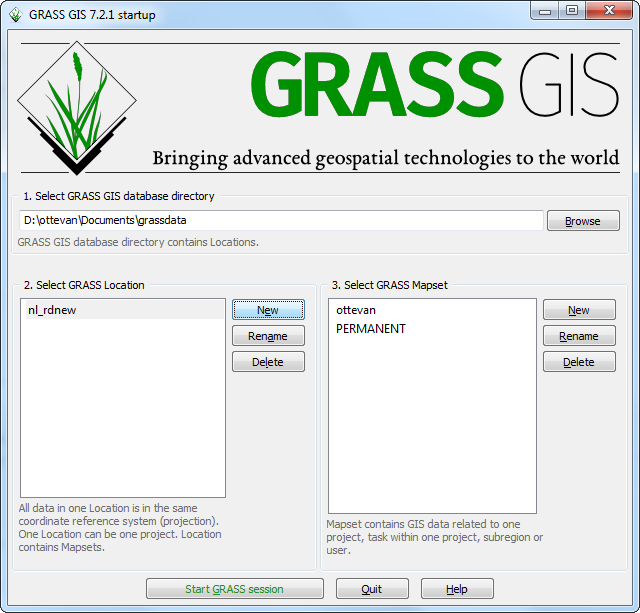 GRASS GIS 7.2.1 startup
GRASS GIS
Bringing advanced geospatial technologies to the world
1. Select GRASS GIS database directory
D:\ottevan\Documents\grassdata
Browse
GRASS GIS database directory contains Locations.
2. Select GRASS Location
nl_rdnew
New
Rename
Delete
All data in one Location is in the same
coordinate reference system (projection).
One Location can be one project. Location
contains Mapsets.
3. Select GRASS Mapset
ottevan
PERMANENT
New
Rename
Delete
Mapset contains GIS data related to one
project, task within one project, subregion or
user.
Start GRASS session
Quit
Help